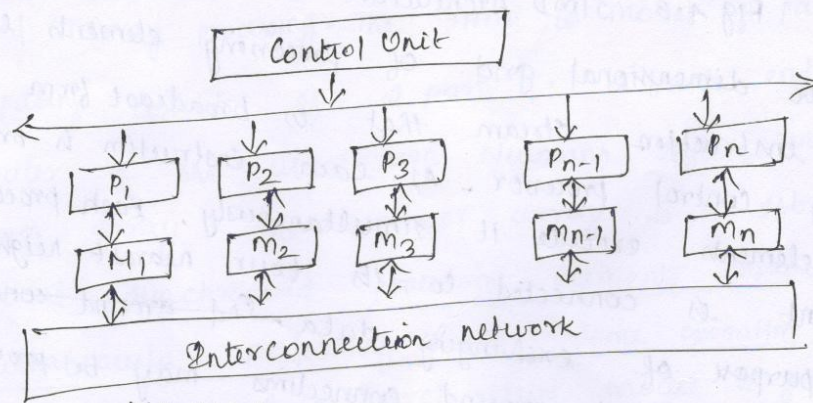 Control Unit
P1 P2 P3 Pn-1 Pn
M1 m2 m3 mn-1 mn
Interconnection network